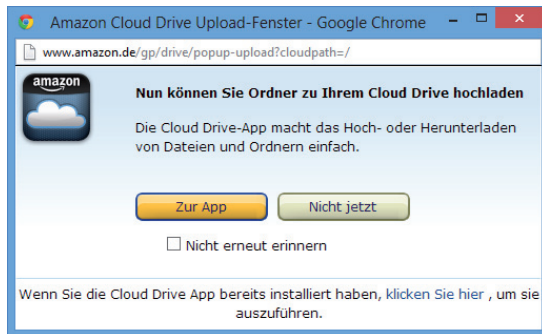 Amazon Cloud Drive Upload-Fenster - Google Chrome
www.amazon.de/gp/drive/popup-upload?cloudpath=/
amazon
Nun können Sie Ordner zu Ihrem Cloud Drive hochladen
Die Cloud Drive-App macht das Hoch- oder Herunterladen
von Dateien und Ordnern einfach.
Zur App
Nicht jetzt
Nicht erneut erinnern
Wenn Sie die Cloud Drive App bereits installiert haben, klicken Sie hier , um sie
auszuführen.